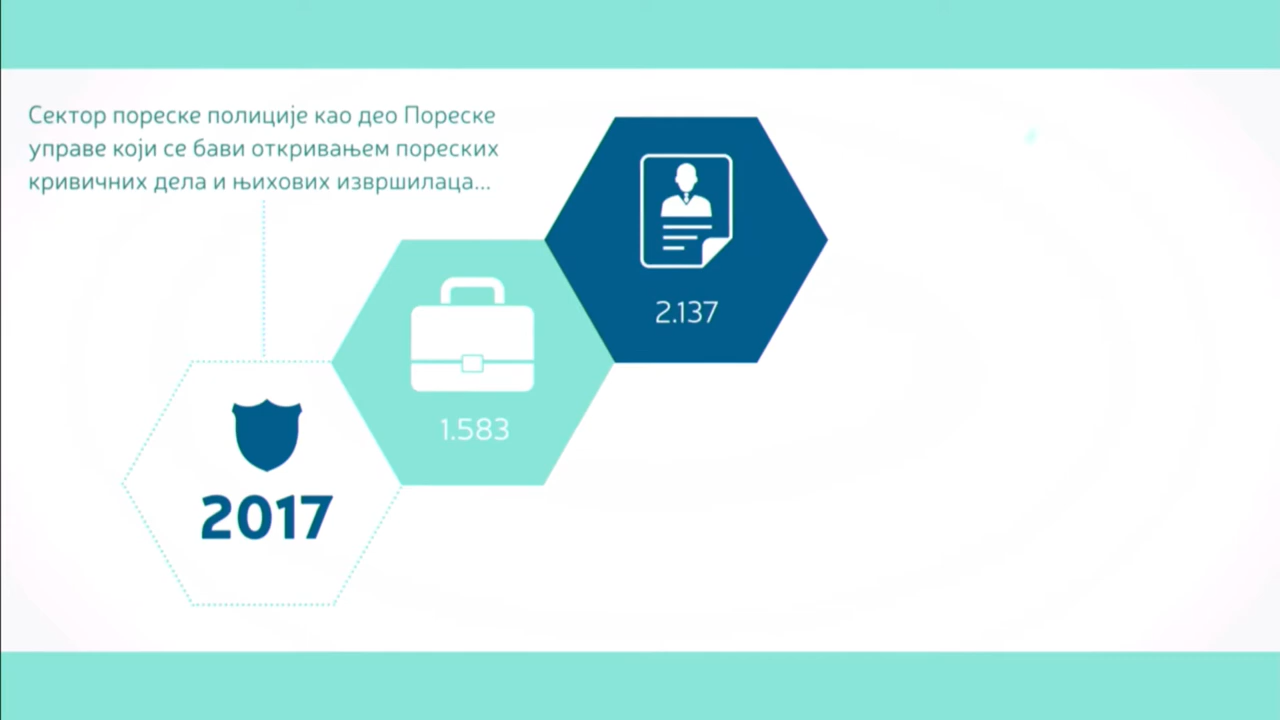 Сектор пореске полиције као део Пореске
управе који се бави откривањем пореских
кривичних дела и њихових извршилаца...
2.137
1.583
2017